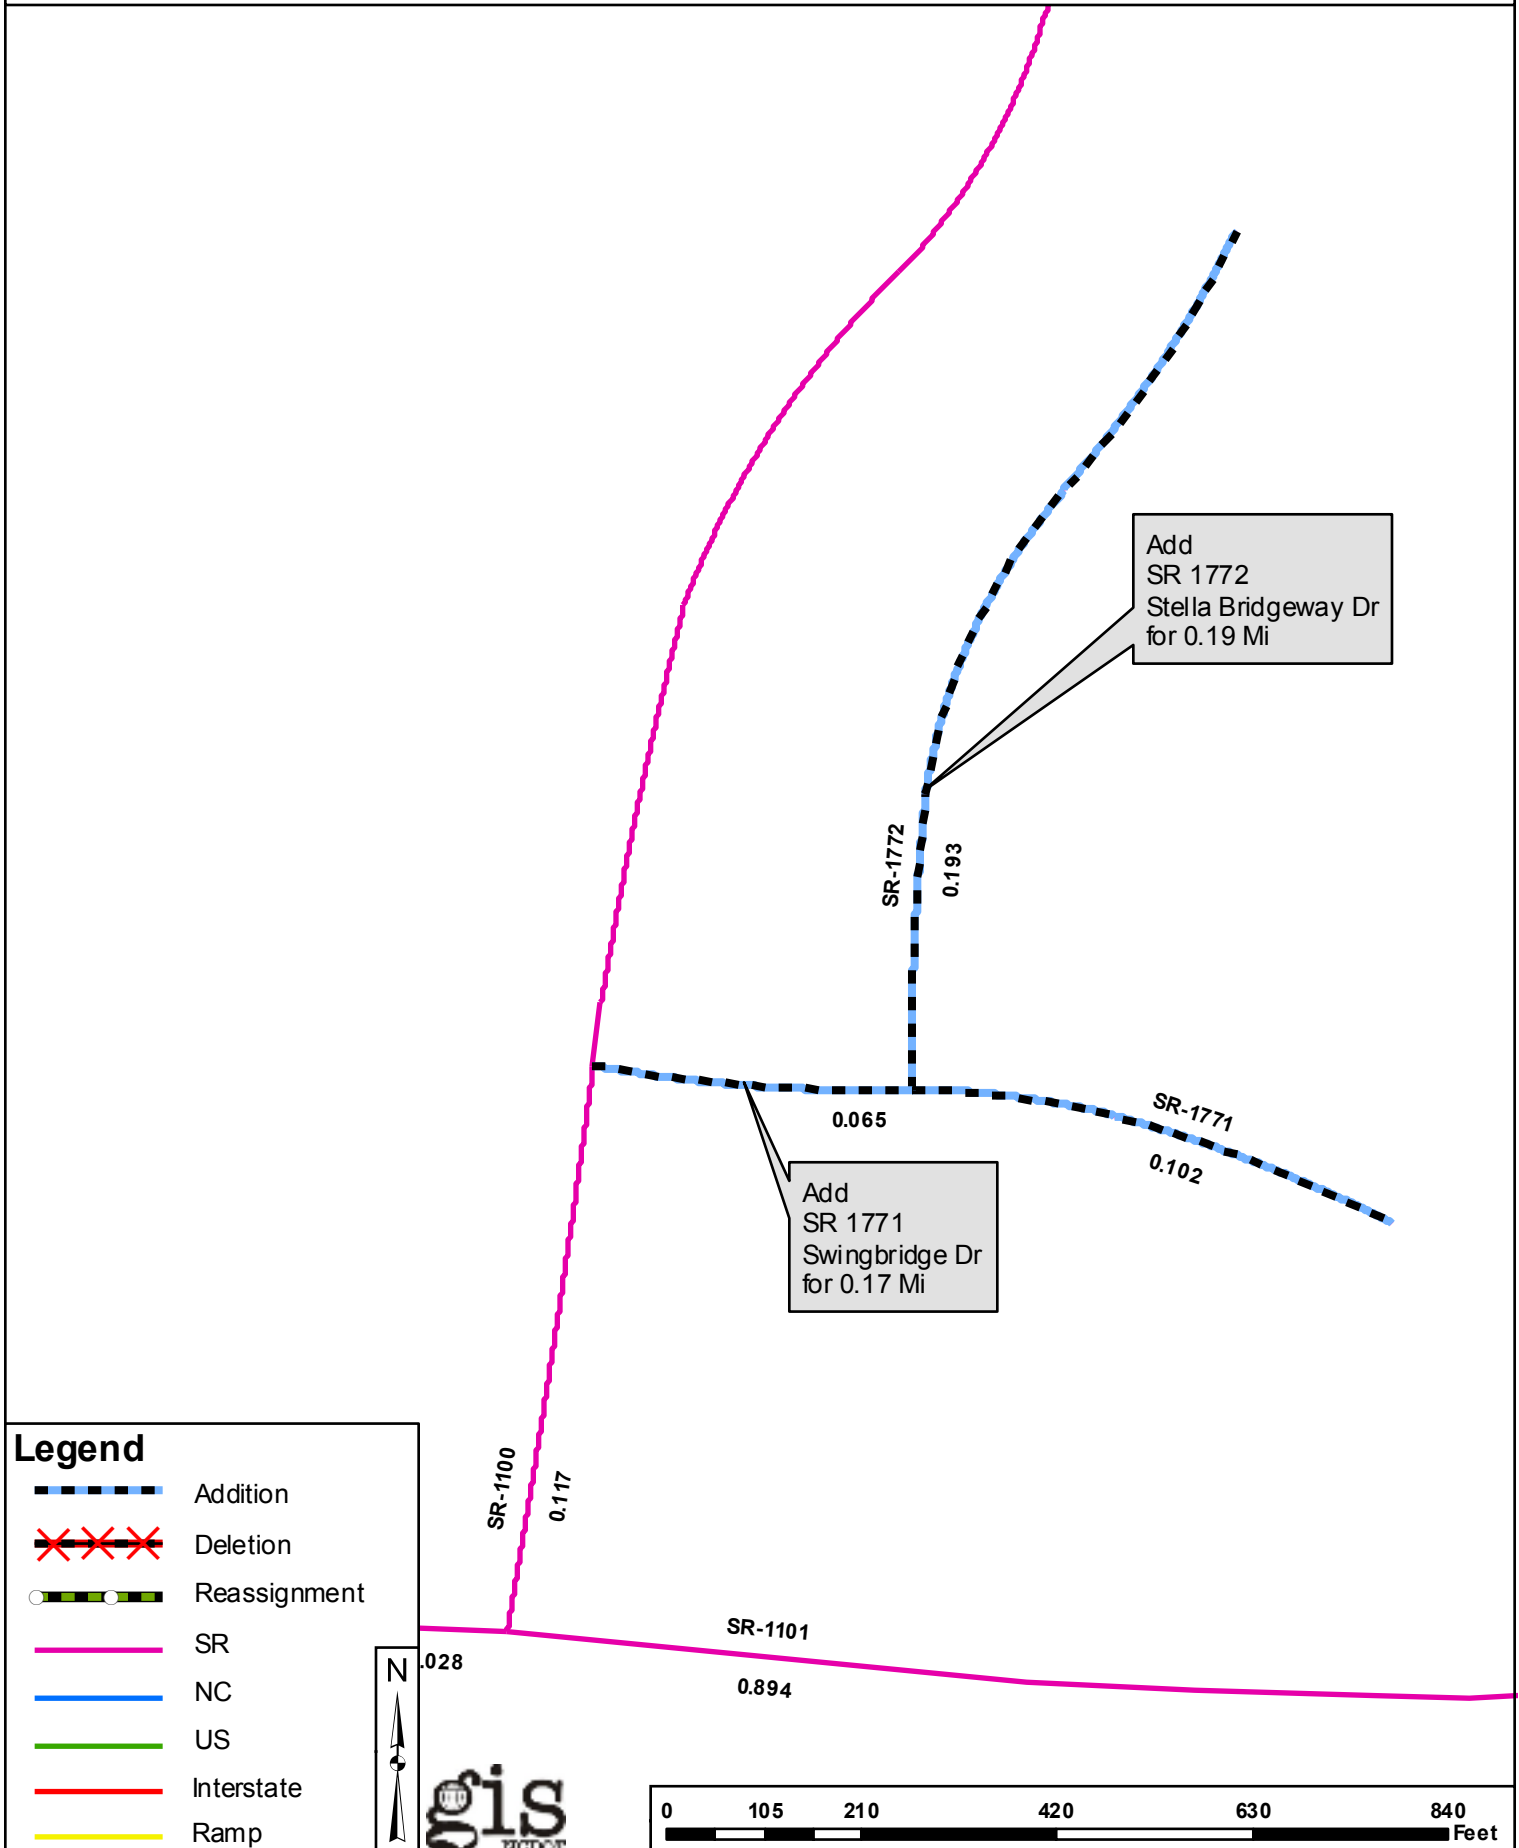 Add
SR 1772
Stella Bridgeway Dr
for 0.19 Mi
SR-1772
0.193
0.065
SR-1771
0.102
Add
SR 1771
Swingbridge Dr
for 0.17 Mi
SR-1100
0.117
SR-1101
.028
0.894
Legend
Addition
Deletion
Reassignment
SR
NC
US
Interstate
Ramp
N
gis
0 105 210 420 630 840
Feet